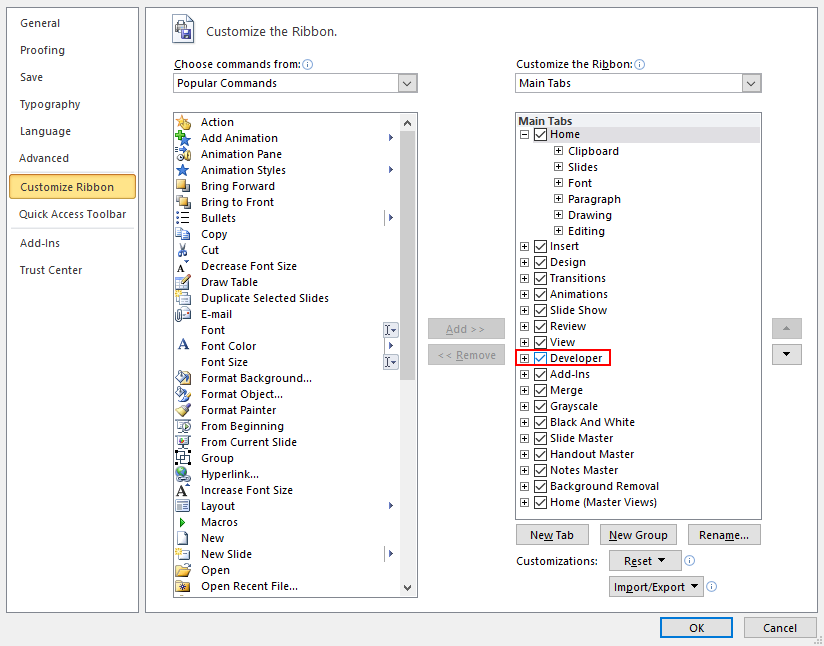 General
Proofing
Save
Typography
Language
Advanced
Customize Ribbon
Quick Access Toolbar
Add-Ins
Trust Center
Customize the Ribbon.
Choose commands from:
Popular Commands
Action
Add Animation
Animation Pane
Animation Styles
Bring Forward
Bring to Front
Bullets
Copy
Cut
Decrease Font Size
Draw Table
Duplicate Selected Slides
E-mail
Font
Font Color
Font Size
Format Background...
Format Object...
Format Painter
From Beginning
From Current Slide
Group
Hyperlink...
Increase Font Size
Layout
Macros
New
New Slide
Open
Open Recent File...
Add >>
<< Remove
Customize the Ribbon:
Main Tabs
Main Tabs
Home
Clipboard
Slides
Font
Paragraph
Drawing
Editing
Insert
Design
Transitions
Animations
Slide Show
Review
View
Developer
Add-Ins
Merge
Grayscale
Black And White
Slide Master
Handout Master
Notes Master
Background Removal
Home (Master Views)
New Tab New Group Rename...
Customizations: Reset
Import/Export
OK Cancel